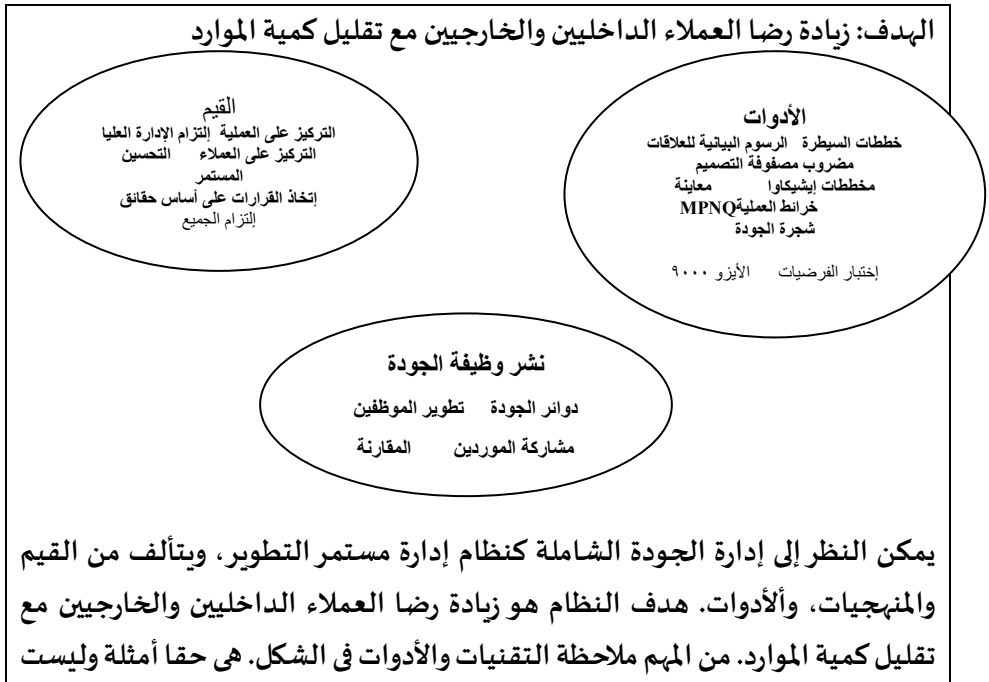 الهدف: زيادة رضا العملاء الداخليين والخارجيين مع تقليل كمية الموارد
الأدوات
خططات السيطرة الرسوم البيانية للعلاقات
مضروب مصفوفة التصميم
مخططات إيشيكاوا معاينة
خرائط العمليةMPNQ
شجرة الجودة
إختبار الفرضيات الأيزو ٩٠٠٠
القيم
التركيز على العملية إلتزام الإدارة العليا
التركيز على العملاء التحسين
المستمر
إتخاذ القرارات على أساس حقائق
إلتزام الجميع
نشر وظيفة الجودة
دوائر الجودة تطوير الموظفين
مشاركة الموردين المقارنة
يمكن النظر إلى إدارة الجودة الشاملة كنظام إدارة مستمر التطوير، ويتألف من القيم
والمنهجيات، وألأدوات. هدف النظام هو زيادة رضا العملاء الداخليين والخارجيين مع
تقليل كمية الموارد. من المهم ملاحظة التقنيات والأدوات فى الشكل. هى حقا أمثلة وليست